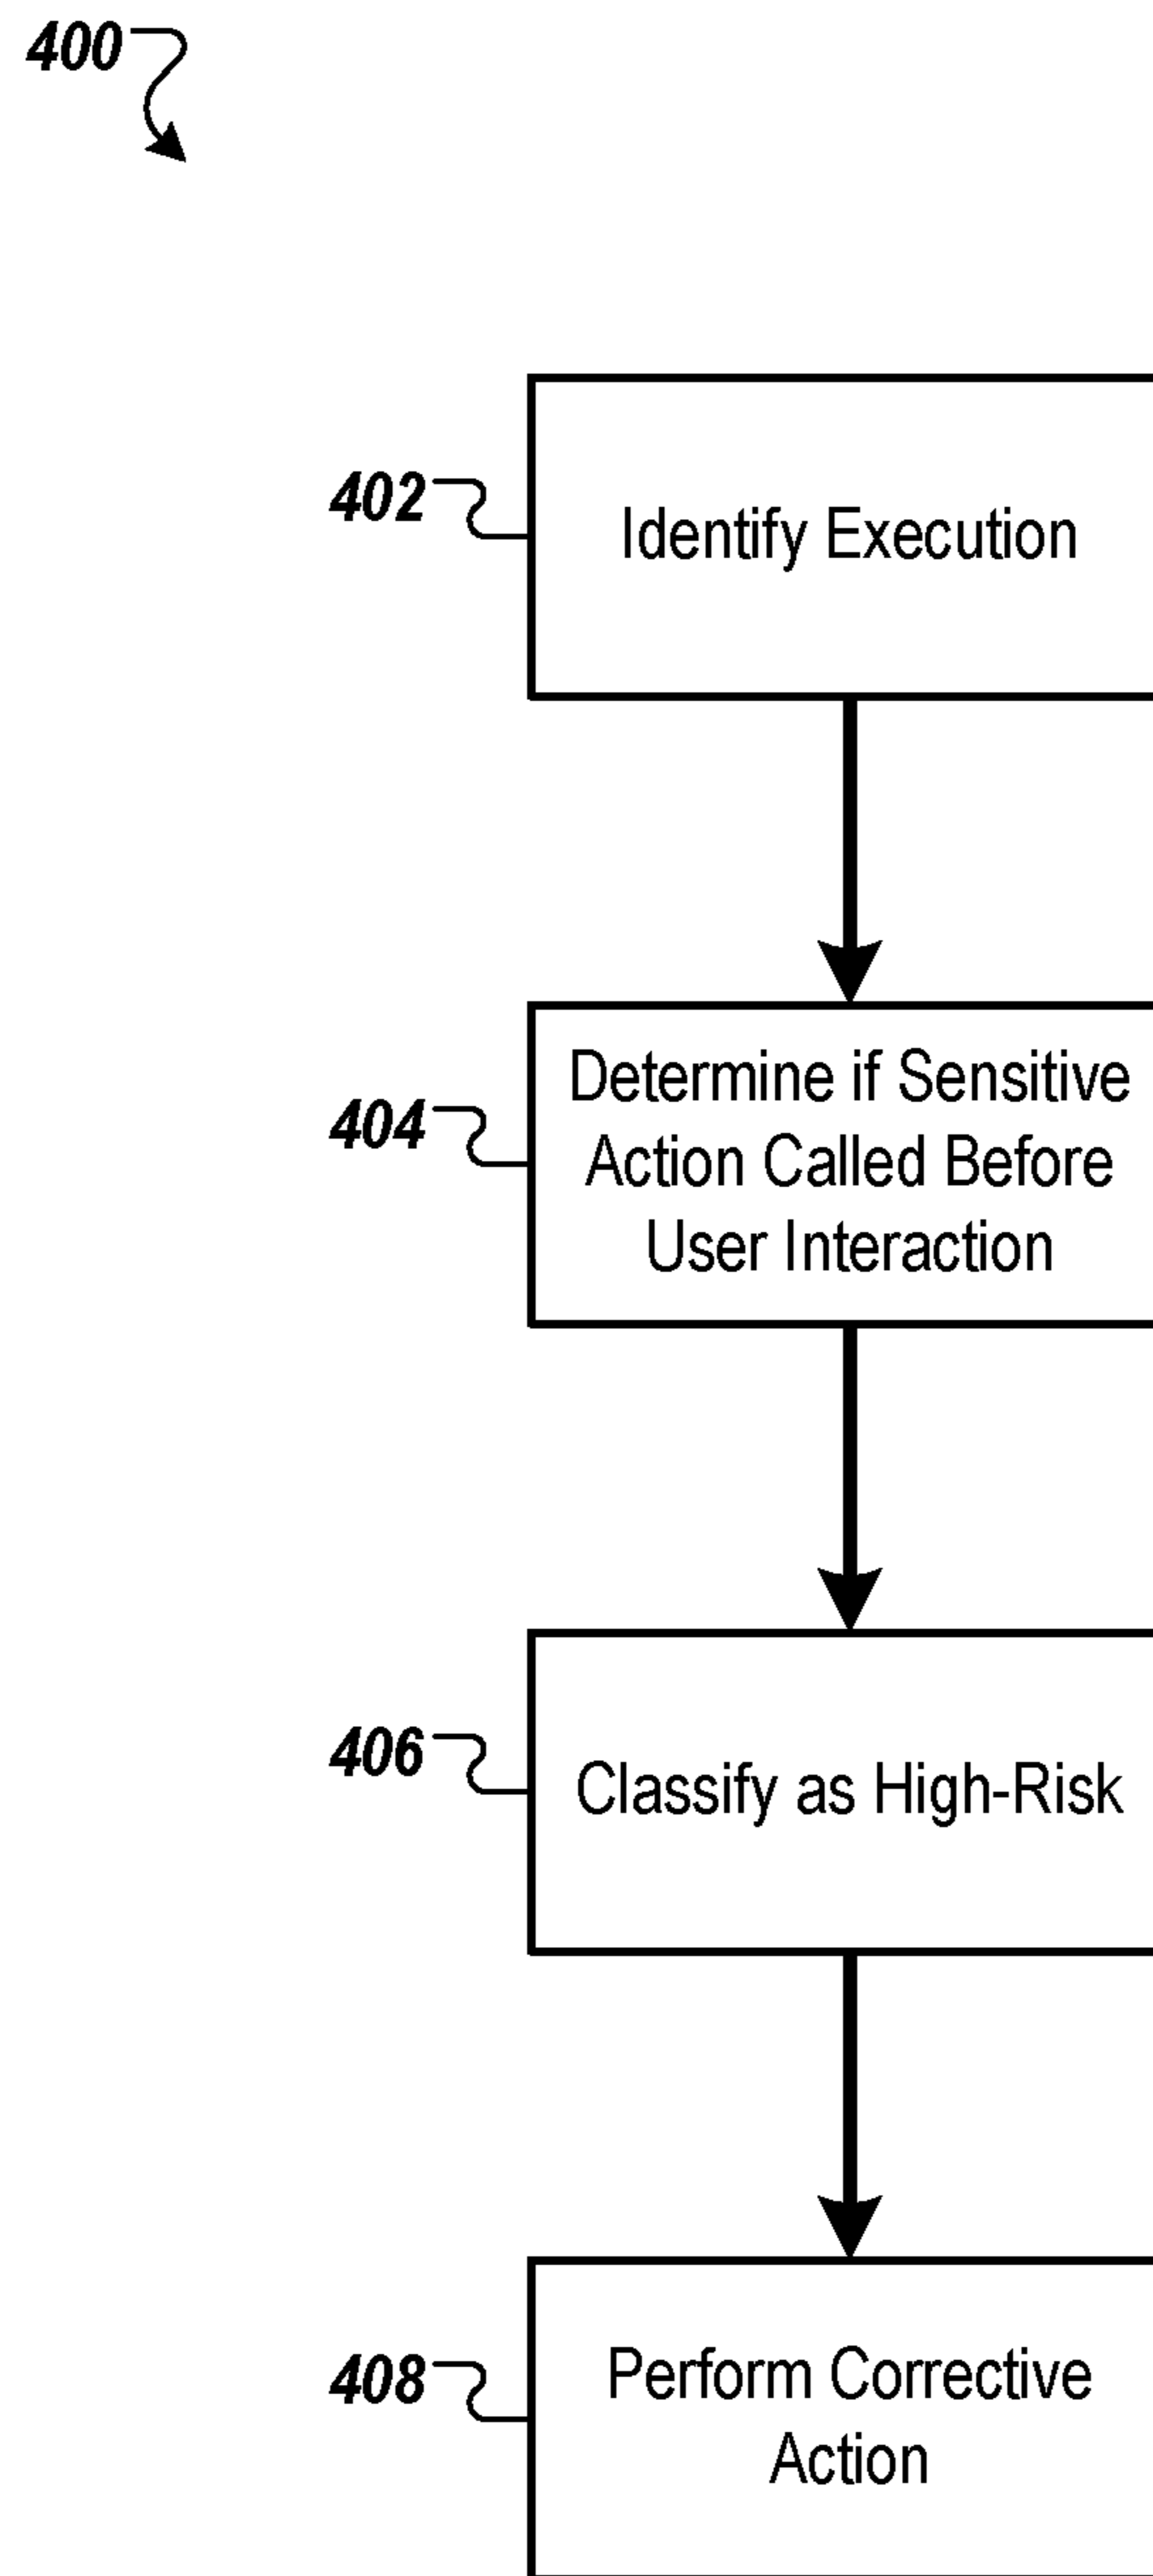 400
402
Identify Execution
404
Determine if Sensitive
Action Called Before
User Interaction
406
Classify as High-Risk
408
Perform Corrective
Action